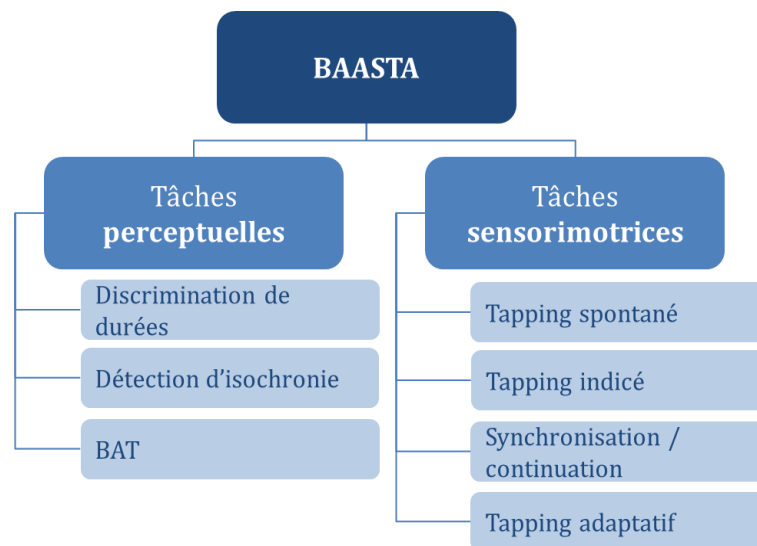 BAASTA
Tâches
perceptuelles
Discrimination de
durées
Détection d'isochronie
BAT
Tâches
sensorimotrices
Tapping spontané
Tapping indicé
Synchronisation /
continuation
Tapping adaptatif